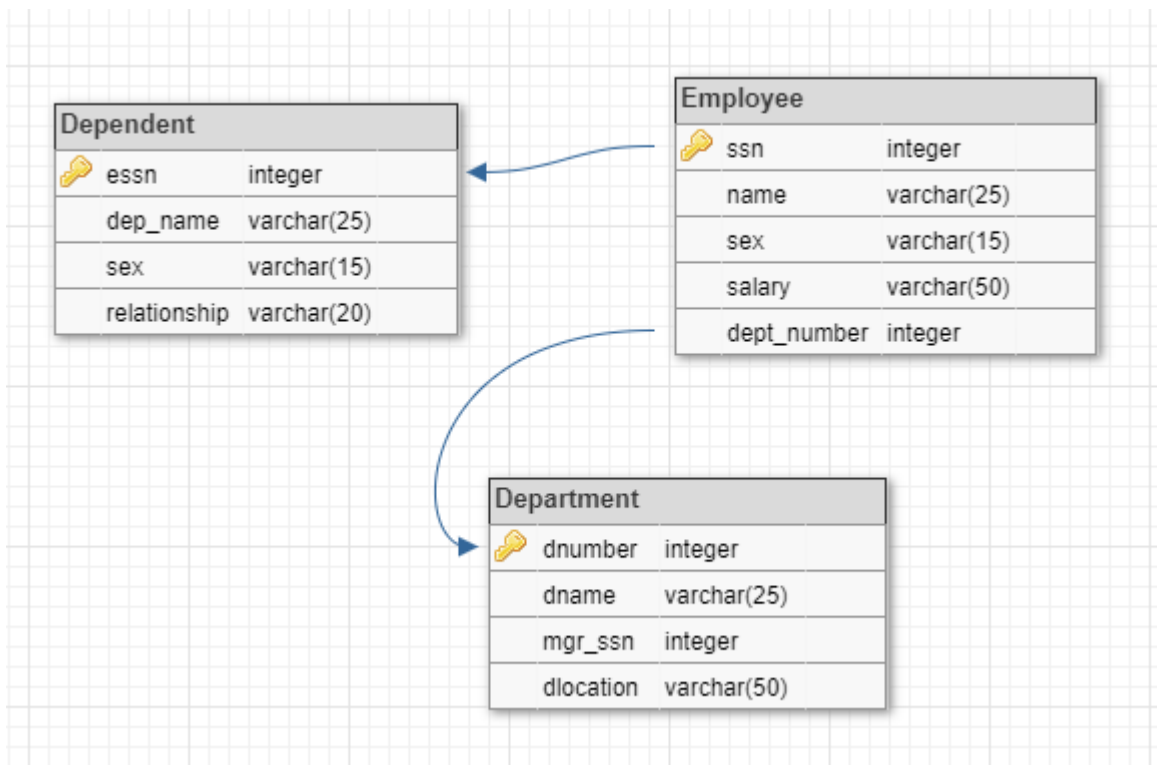 Dependent
essn integer
dep_name varchar(25)
sex varchar(15)
relationship varchar(20)
Employee
ssn integer
name varchar(25)
sex varchar(15)
salary varchar(50)
dept_number integer
Department
dnumber integer
dname varchar(25)
mgr_ssn integer
dlocation varchar(50)